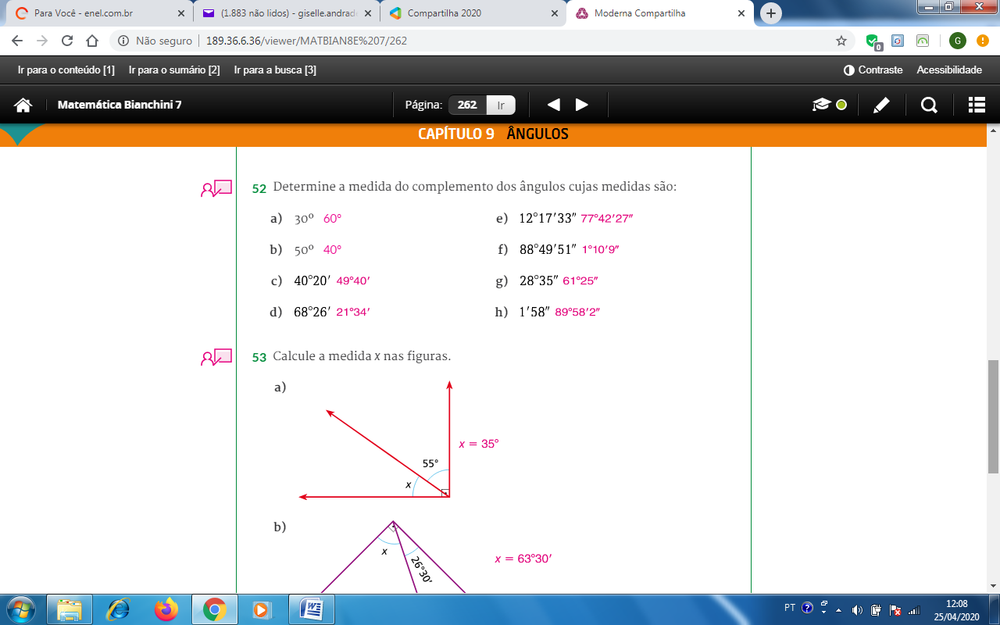 Para Você - enel.com.br
(1.883 não lidos) - giselle.andrad
Compartilha 2020
Moderna Compartilha
Não seguro | 189.36.6.36/viewer/MATBIAN8E%207/262
0
G
Ir para o conteúdo [1] Ir para o sumário [2] Ir para a busca [3]
Contraste Acessibilidade
Matemática Bianchini 7
Página: 262 Ir
CAPÍTULO 9 ÂNGULOS
52 Determine a medida do complemento dos ângulos cujas medidas são:
a) 30º 60º
b) 50º 40º
c) 40°20′ 49°40′
d) 68°26′ 21°34′
e) 12°17′33″ 77°42′27″
f) 88°49′51″ 1°10′9″
g) 28°35″ 61°25″
h) 1′58″ 89°58′2″
53 Calcule a medida x nas figuras.
a)
x = 35°
55°
x
b)
x
26°30′
x = 63°30′
PT
12:08
25/04/2020